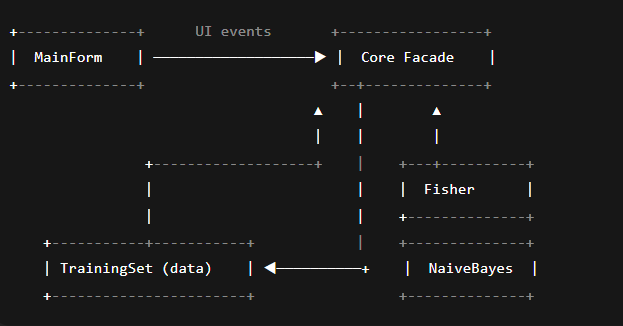 UI events
MainForm
Core Facade
Fisher
TrainingSet (data)
NaiveBayes